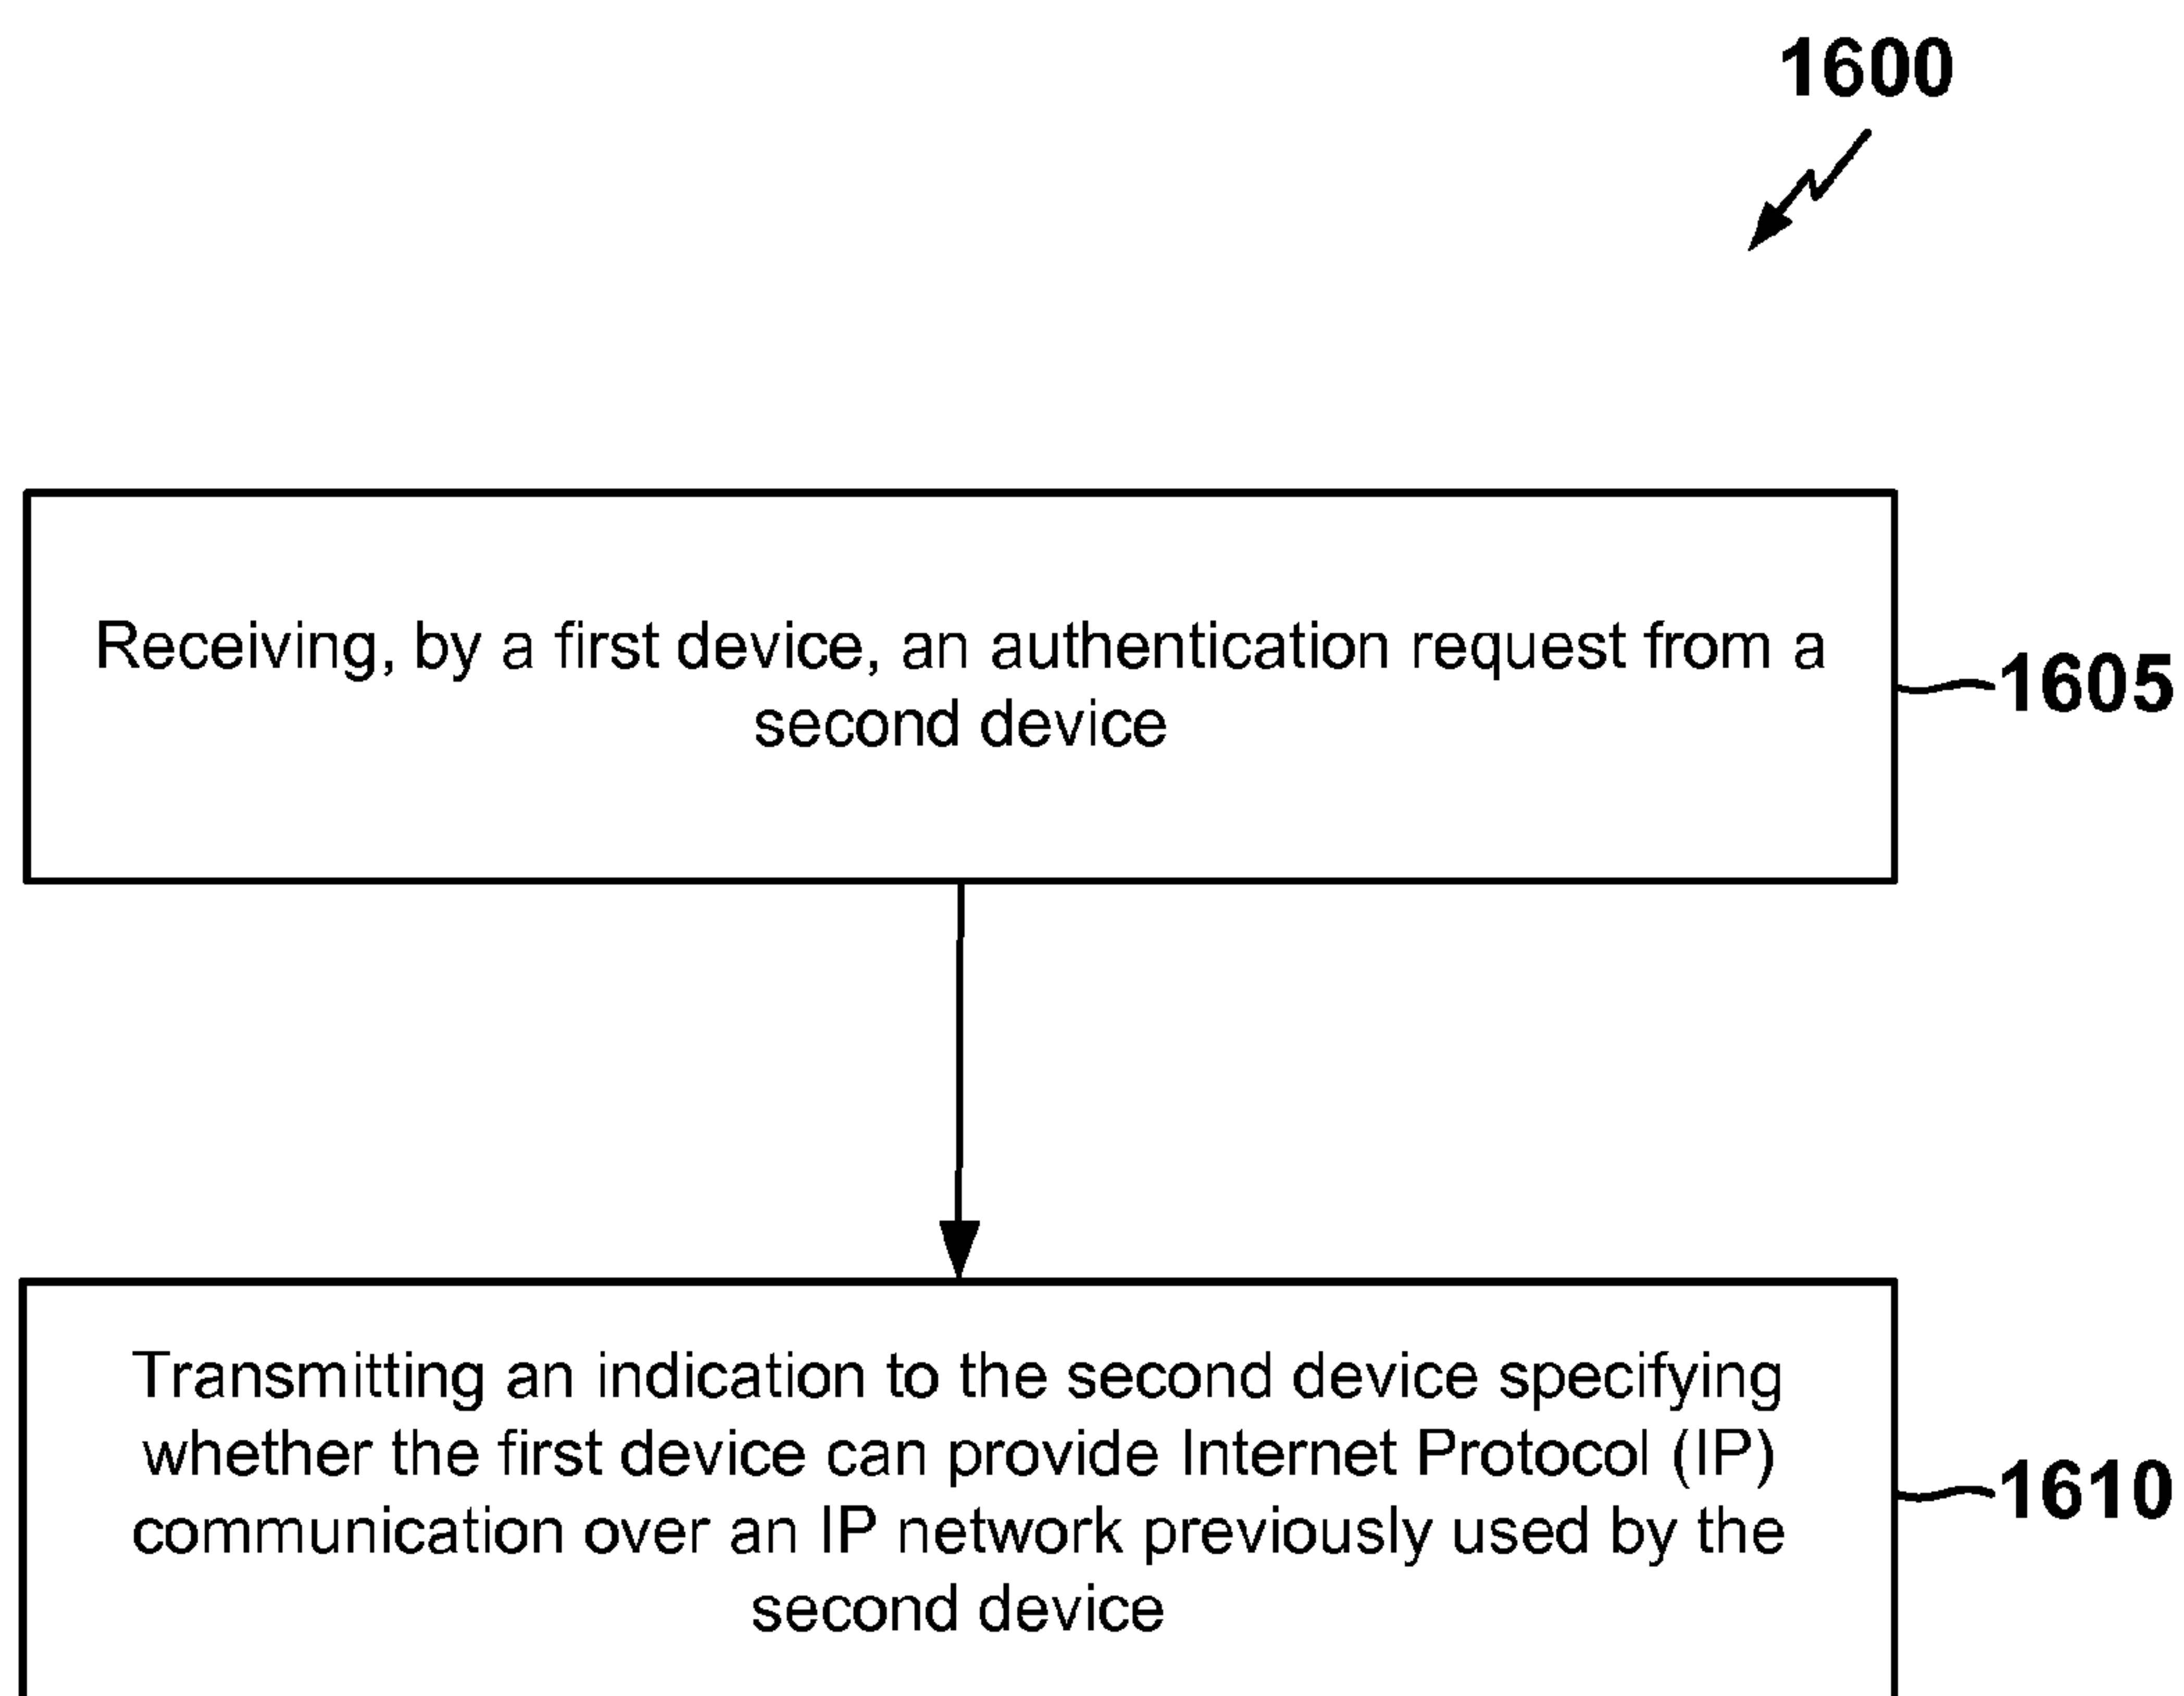 1600
Receiving, by a first device, an authentication request from a
second device
1605
Transmitting an indication to the second device specifying
whether the first device can provide Internet Protocol (IP)
communication over an IP network previously used by the
second device
1610